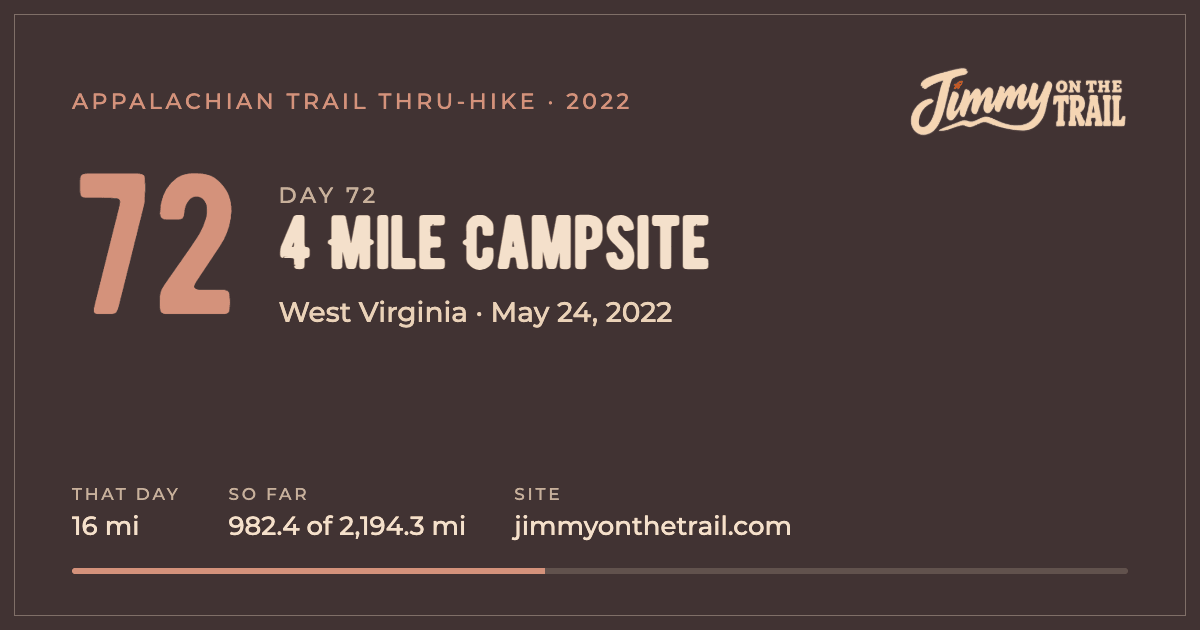 APPALACHIAN TRAIL THRU-HIKE · 2022
Jimmy ON THE TRAIL
72
DAY 72
4 MILE CAMPSITE
West Virginia · May 24, 2022
THAT DAY
16 mi
SO FAR
982.4 of 2,194.3 mi
SITE
jimmyonthetrail.com